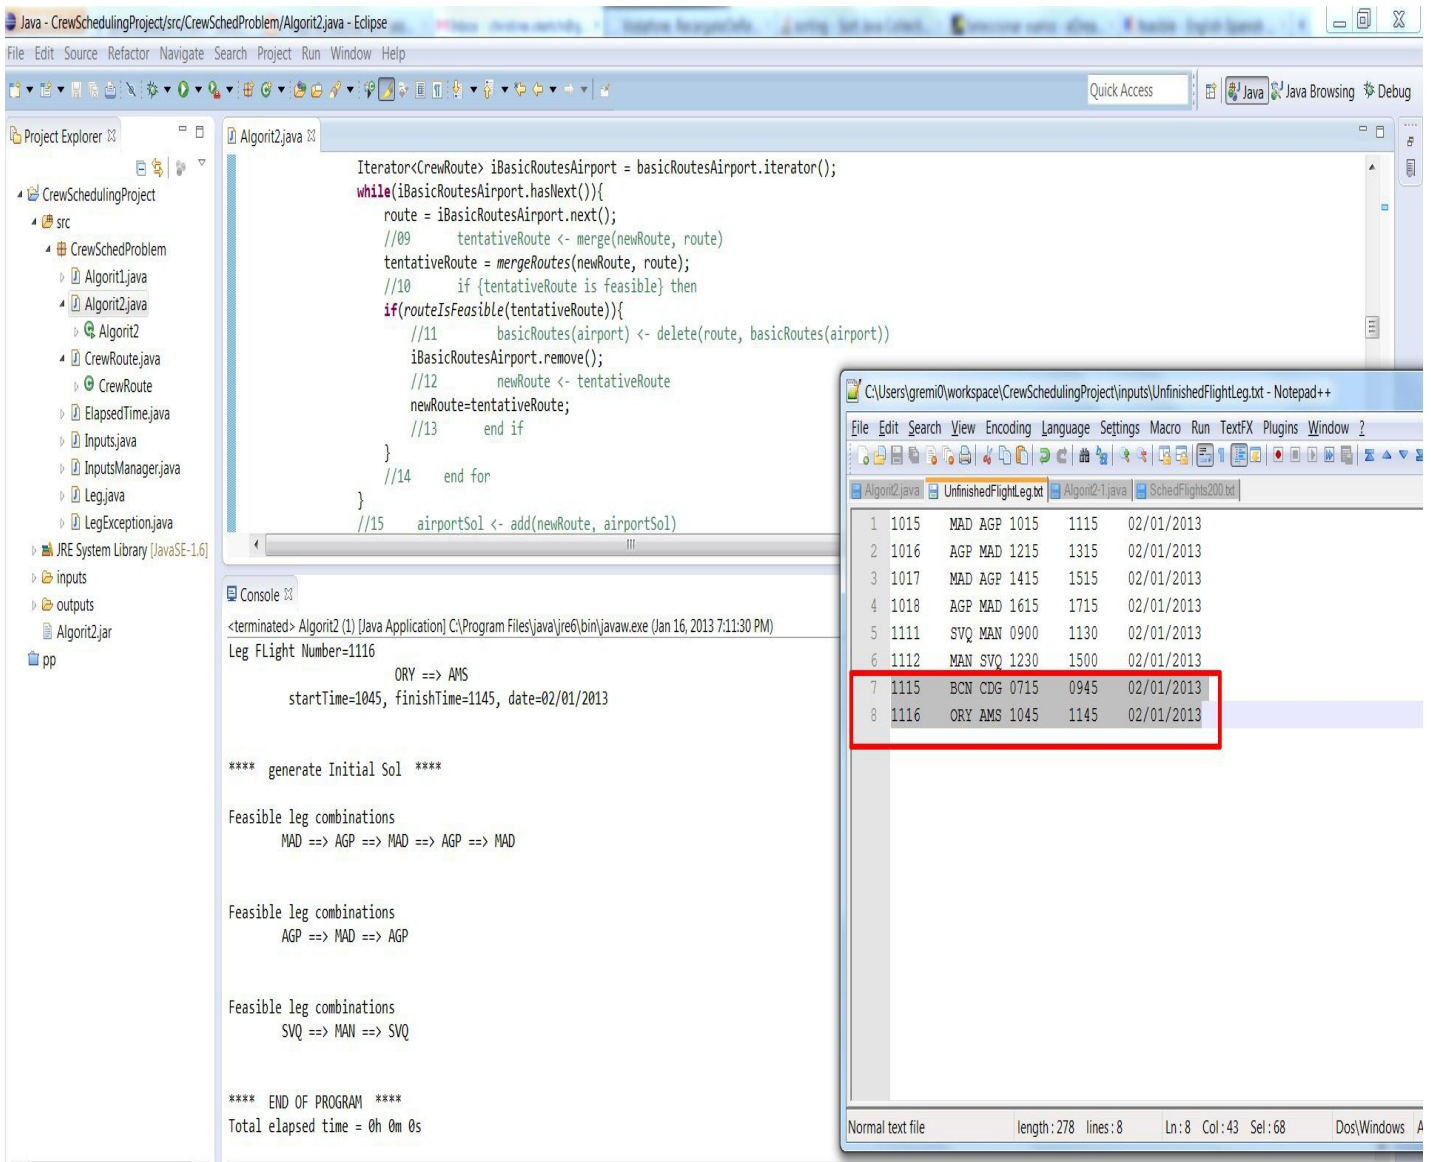 Java - CrewSchedulingProject/src/CrewSchedProblem/Algorit2.java - Eclipse
File Edit Source Refactor Navigate Search Project Run Window Help
Quick Access
Java
Java Browsing
Debug
Project Explorer
CrewSchedulingProject
src
CrewSchedProblem
Algorit1.java
Algorit2.java
Algorit2
CrewRoute.java
CrewRoute
ElapsedTime.java
Inputs.java
InputsManager.java
Leg.java
LegException.java
JRE System Library [JavaSE-1.6]
inputs
outputs
Algorit2.jar
pp
Algorit2.java
Iterator<CrewRoute> iBasicRoutesAirport = basicRoutesAirport.iterator();
while(iBasicRoutesAirport.hasNext()){
route = iBasicRoutesAirport.next();
//09 tentativeRoute <- merge(newRoute, route)
tentativeRoute = mergeRoutes(newRoute, route);
//10 if {tentativeRoute is feasible} then
if(routeIsFeasible(tentativeRoute)){
//11 basicRoutes(airport) <- delete(route, basicRoutes(airport))
iBasicRoutesAirport.remove();
//12 newRoute <- tentativeRoute
newRoute=tentativeRoute;
//13 end if
}
//14 end for
}
//15 airportSol <- add(newRoute, airportSol)
Console
<terminated> Algorit2 (1) [Java Application] C:\Program Files\java\jre6\bin\javaw.exe (Jan 16, 2013 7:11:30 PM)
Leg FLight Number=1116
ORY ==> AMS
startTime=1045, finishTime=1145, date=02/01/2013
**** generate Initial Sol ****
Feasible leg combinations
MAD ==> AGP ==> MAD ==> AGP ==> MAD
Feasible leg combinations
AGP ==> MAD ==> AGP
Feasible leg combinations
SVQ ==> MAN ==> SVQ
**** END OF PROGRAM ****
Total elapsed time = 0h 0m 0s
C:\Users\gremi0\workspace\CrewSchedulingProject\inputs\UnfinishedFlightLeg.txt - Notepad++
File Edit Search View Encoding Language Settings Macro Run TextFX Plugins Window ?
Algorit2.java UnfinishedFlightLeg.txt Algorit2-1.java SchedFlights200.txt
1 1015 MAD AGP 1015 1115 02/01/2013
2 1016 AGP MAD 1215 1315 02/01/2013
3 1017 MAD AGP 1415 1515 02/01/2013
4 1018 AGP MAD 1615 1715 02/01/2013
5 1111 SVQ MAN 0900 1130 02/01/2013
6 1112 MAN SVQ 1230 1500 02/01/2013
7 1115 BCN CDG 0715 0945 02/01/2013
8 1116 ORY AMS 1045 1145 02/01/2013
Normal text file length : 278 lines : 8 Ln : 8 Col : 43 Sel : 68 Dos\Windows A